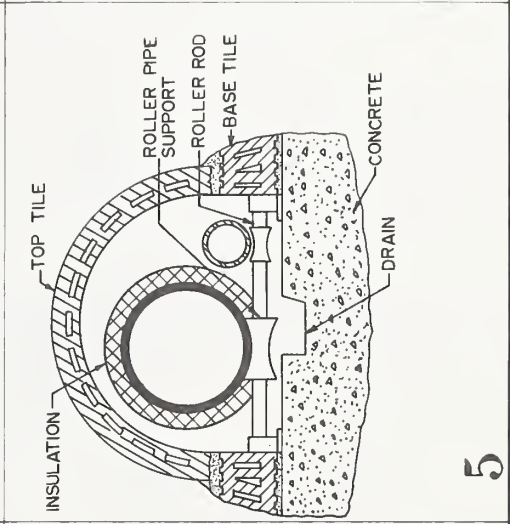 INSULATION
TOP TILE
ROLLER PIPE
SUPPORT
ROLLER ROD
BASE TILE
CONCRETE
DRAIN
5